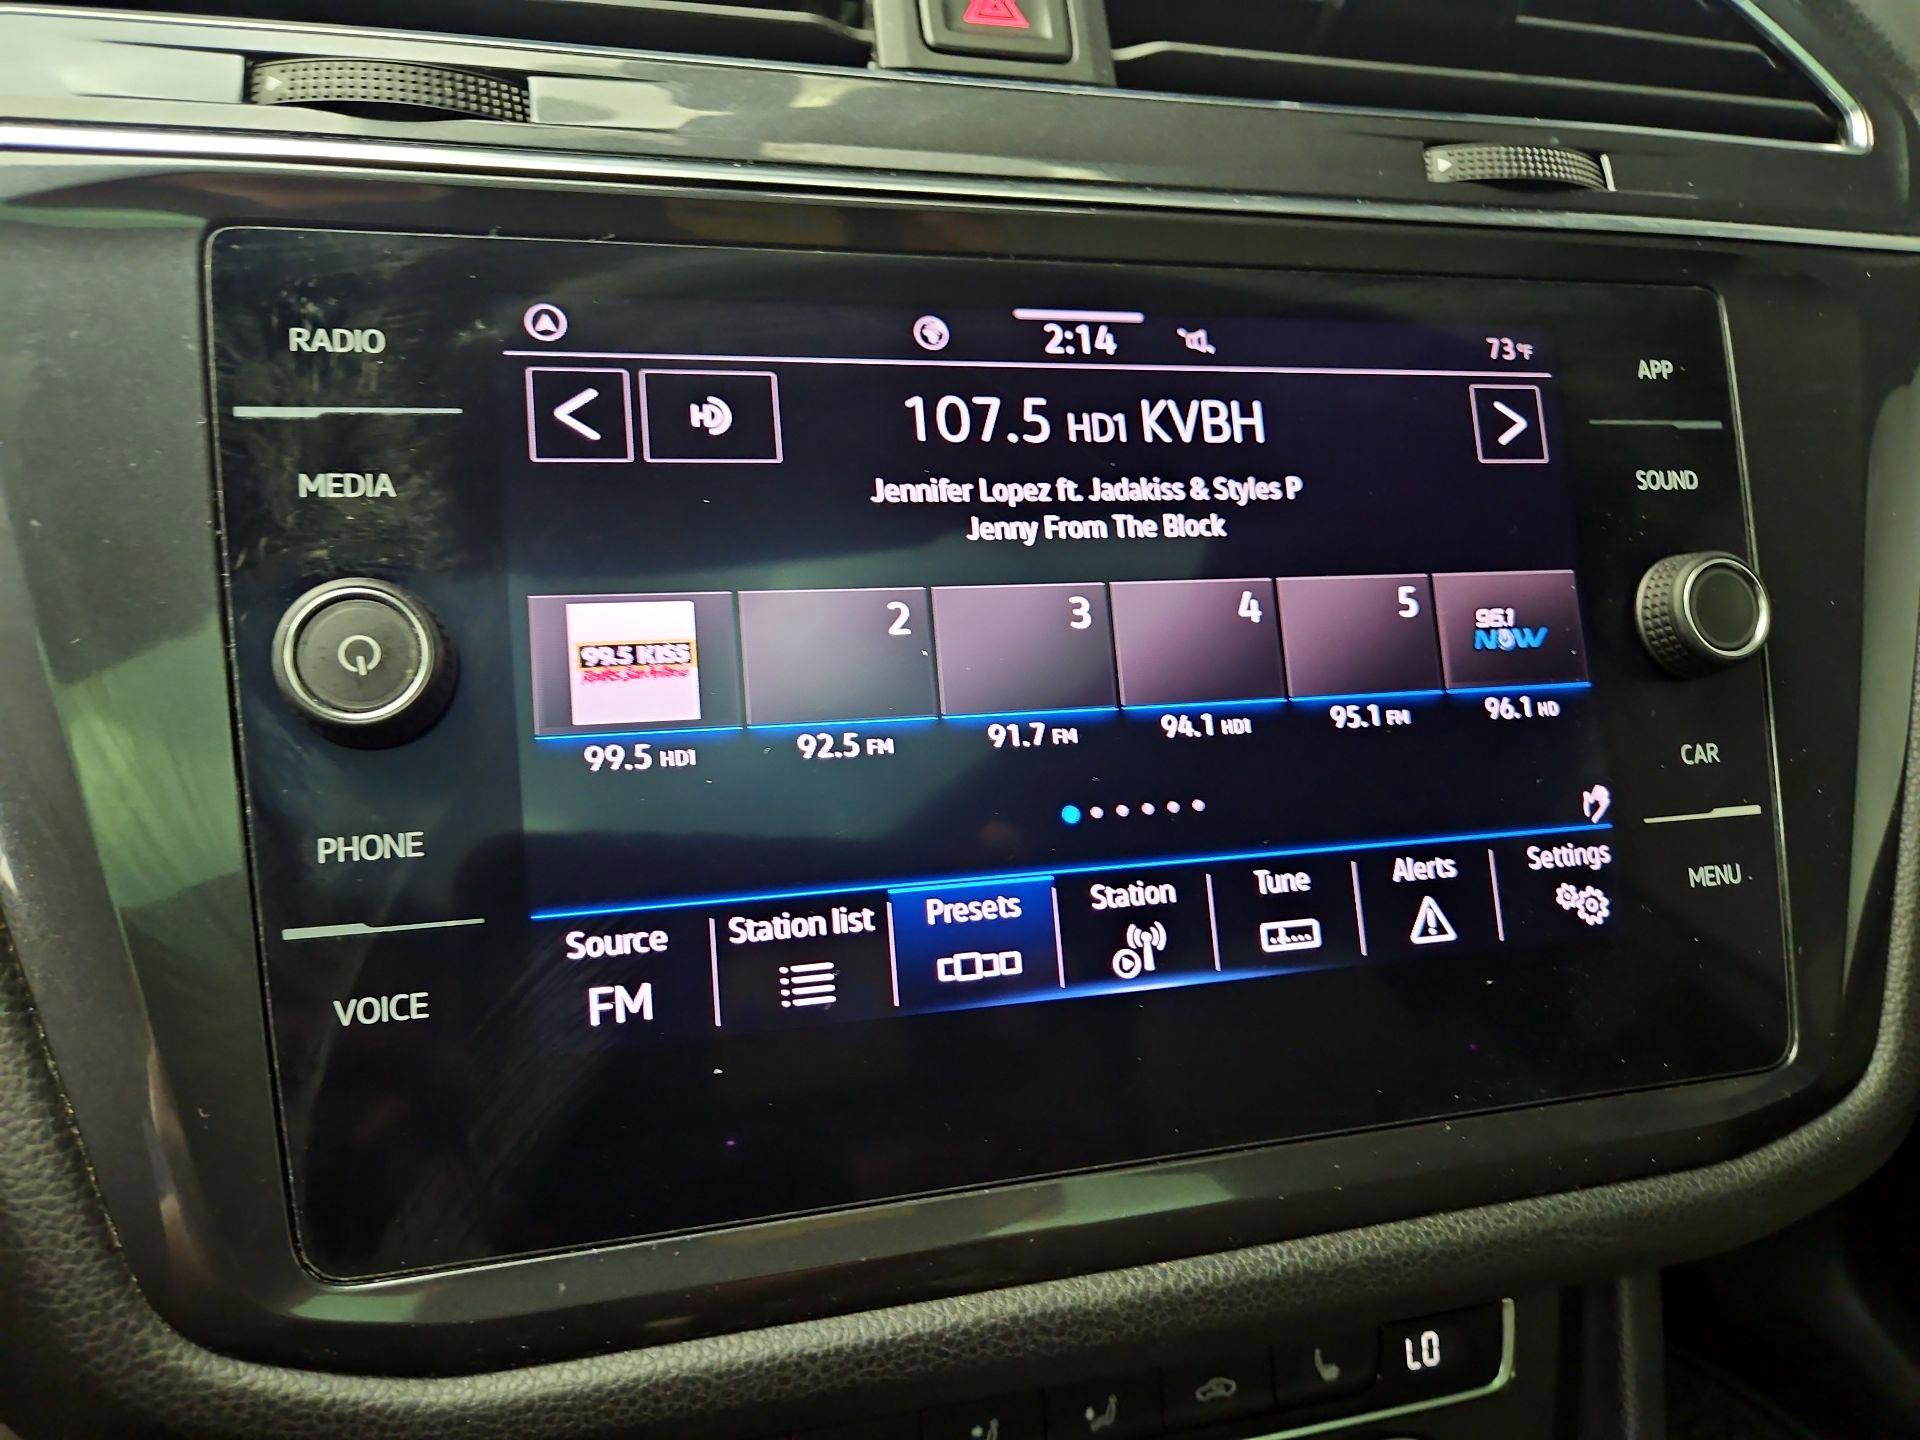 2:14
73°F
RADIO
APP
HD
107.5 HD1 KVBH
MEDIA
SOUND
Jennifer Lopez ft. Jadakiss & Styles P
Jenny From The Block
99.5 KISS
2
3
4
5
96.1
NOW
99.5 HD1
92.5 FM
91.7 FM
94.1 HD1
95.1 FM
96.1 HD
CAR
PHONE
MENU
Source
FM
Station list
Presets
Station
Tune
Alerts
Settings
VOICE
LO